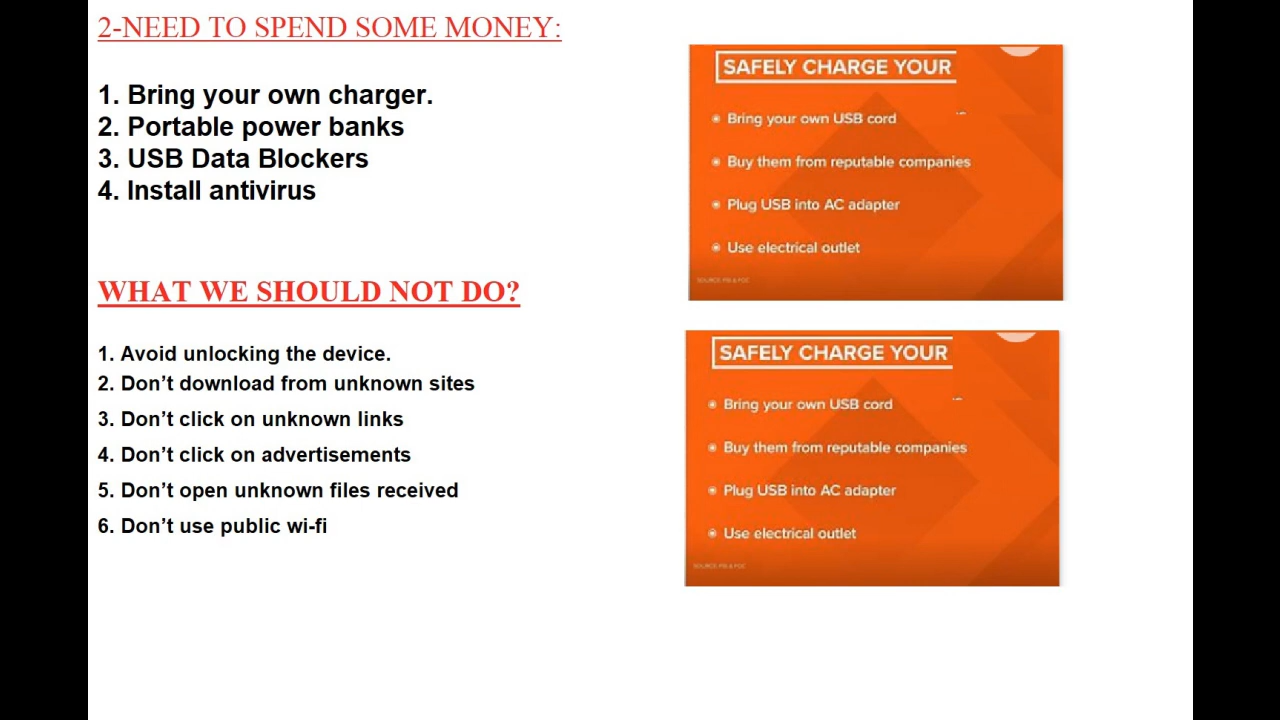 2-NEED TO SPEND SOME MONEY:
1. Bring your own charger.
2. Portable power banks
3. USB Data Blockers
4. Install antivirus
WHAT WE SHOULD NOT DO?
1. Avoid unlocking the device.
2. Don’t download from unknown sites
3. Don’t click on unknown links
4. Don’t click on advertisements
5. Don’t open unknown files received
6. Don’t use public wi-fi
SAFELY CHARGE YOUR
Bring your own USB cord
Buy them from reputable companies
Plug USB into AC adapter
Use electrical outlet
SAFELY CHARGE YOUR
Bring your own USB cord
Buy them from reputable companies
Plug USB into AC adapter
Use electrical outlet